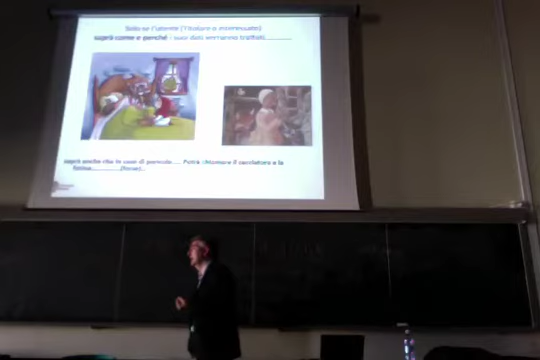 Solo se l'utente (Titolare o interessato)
saprà come e perché i suoi dati verranno trattati
saprà anche che in caso di pericolo.... Potrà chiamare il cacciatore e la